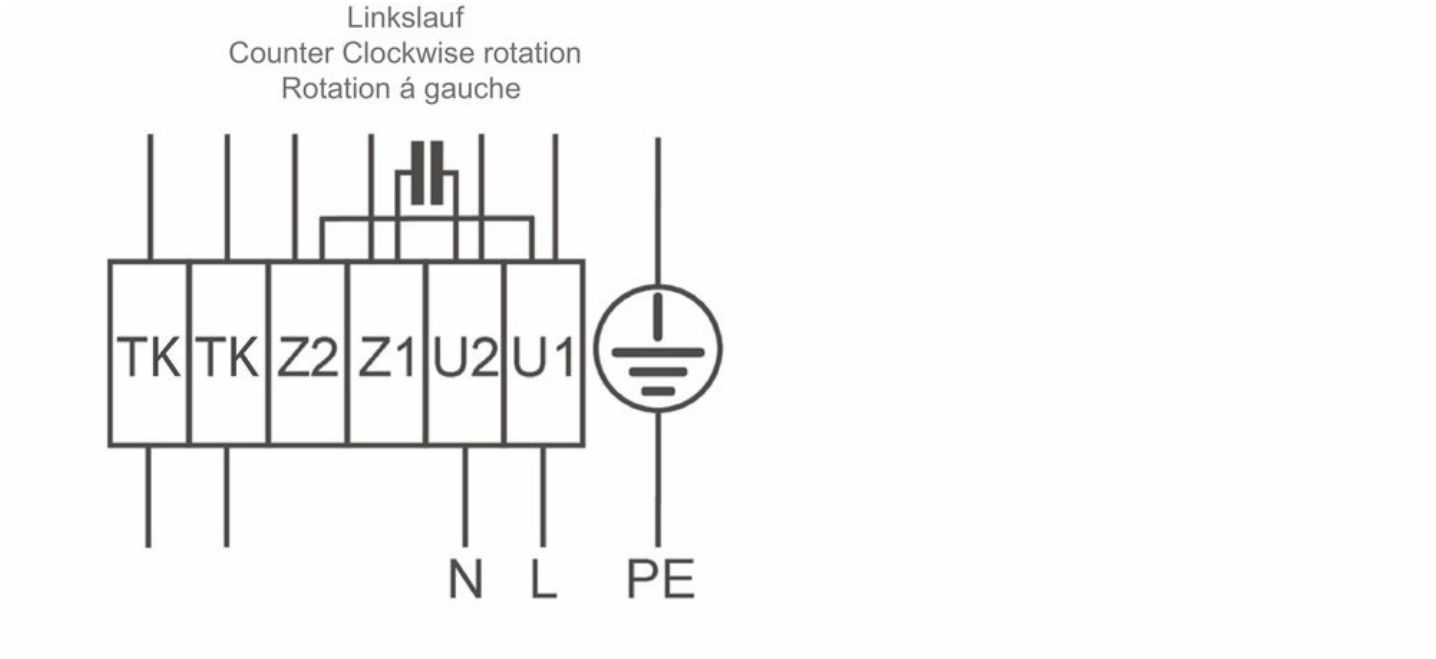 Linkslauf
Counter Clockwise rotation
Rotation á gauche
TK TK Z2 Z1 U2 U1
N L PE